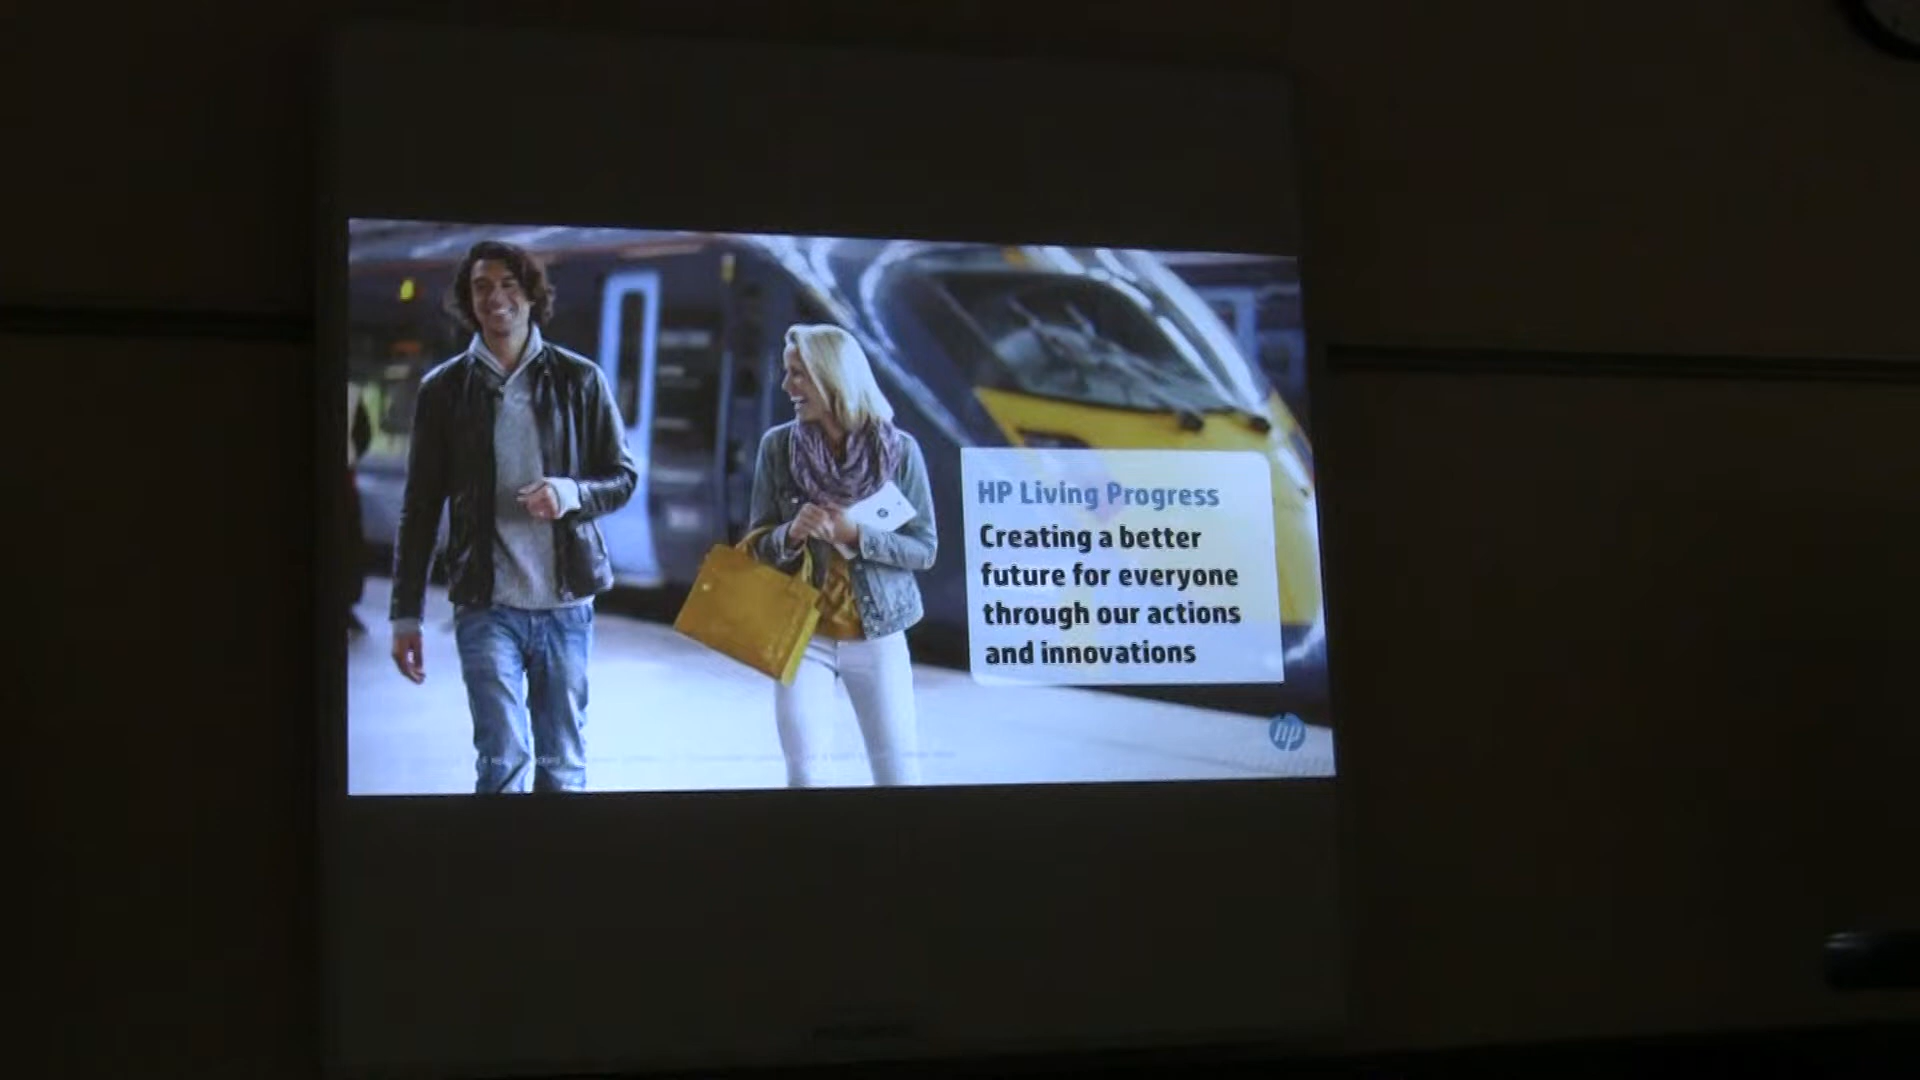 HP Living Progress
Creating a better
future for everyone
through our actions
and innovations
hp